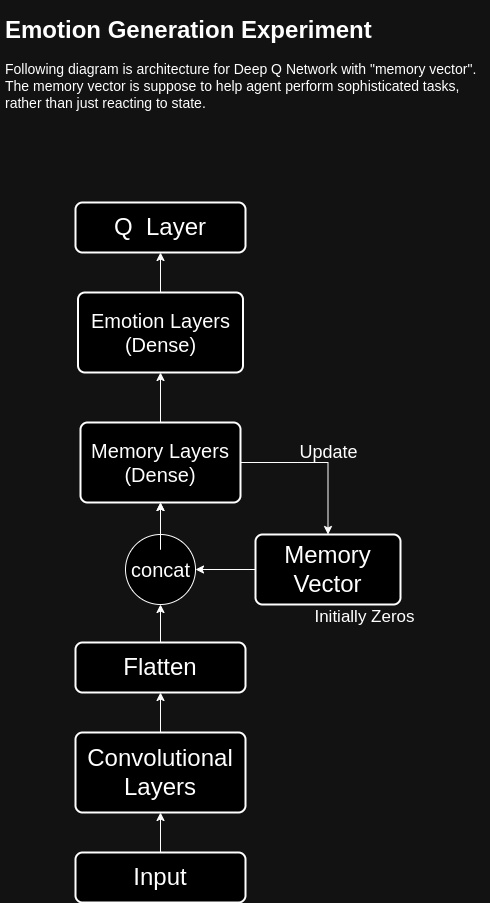 Emotion Generation Experiment
Following diagram is architecture for Deep Q Network with "memory vector".
The memory vector is suppose to help agent perform sophisticated tasks,
rather than just reacting to state.
Q  Layer
Emotion Layers
(Dense)
Memory Layers
(Dense)
Update
concat
Memory
Vector
Initially Zeros
Flatten
Convolutional
Layers
Input